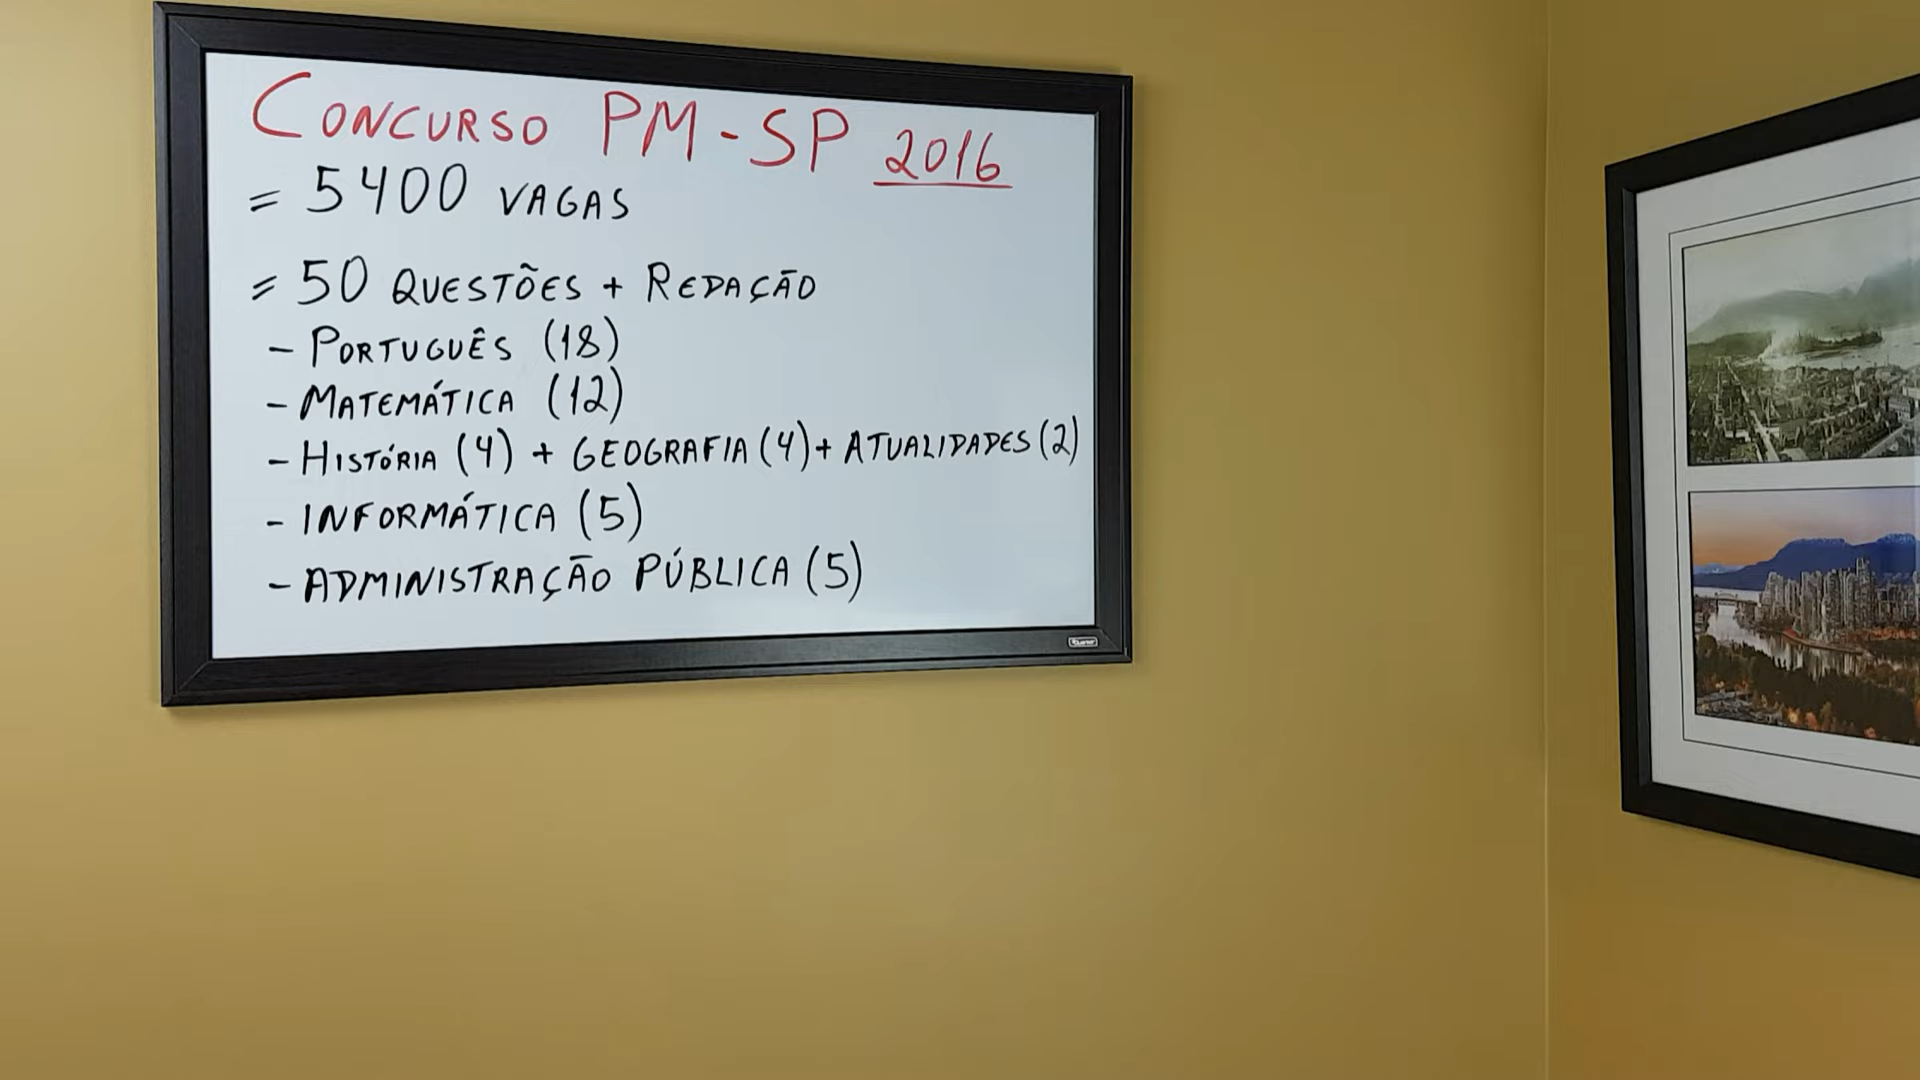 CONCURSO PM-SP 2016
= 5400 VAGAS
= 50 QUESTÕES + REDAÇÃO
- PORTUGUÊS (18)
- MATEMÁTICA (12)
- HISTÓRIA (4) + GEOGRAFIA (4) + ATUALIDADES (2)
- INFORMÁTICA (5)
- ADMINISTRAÇÃO PÚBLICA (5)